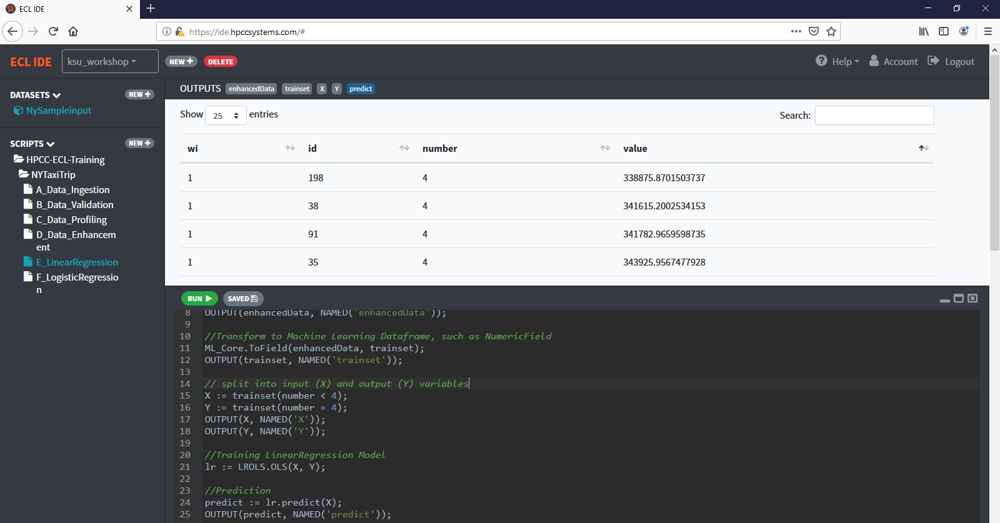 ECL IDE
https://ide.hpccsystems.com/#
ECL IDE ksu_workshop NEW + DELETE Help Account Logout
DATASETS NEW +
NySampleinput
SCRIPTS NEW +
HPCC-ECL-Training
NYTaxiTrip
A_Data_Ingestion
B_Data_Validation
C_Data_Profiling
D_Data_Enhancem
ent
E_LinearRegression
F_LogisticRegressio
n
OUTPUTS enhancedData trainset X Y predict
Show 25 entries Search:
wi id number value
1 198 4 338875.8701503737
1 38 4 341615.2002534153
1 91 4 341782.9659598735
1 35 4 343925.9567477928
RUN SAVED
8 OUTPUT(enhancedData, NAMED('enhancedData'));
9
10 //Transform to Machine Learning Dataframe, such as NumericField
11 ML_Core.ToField(enhancedData, trainset);
12 OUTPUT(trainset, NAMED('trainset'));
13
14 // split into input (X) and output (Y) variables
15 X := trainset(number < 4);
16 Y := trainset(number = 4);
17 OUTPUT(X, NAMED('X'));
18 OUTPUT(Y, NAMED('Y'));
19
20 //Training LinearRegression Model
21 lr := LROLS.OLS(X, Y);
22
23 //Prediction
24 predict := lr.predict(X);
25 OUTPUT(predict, NAMED('predict'));